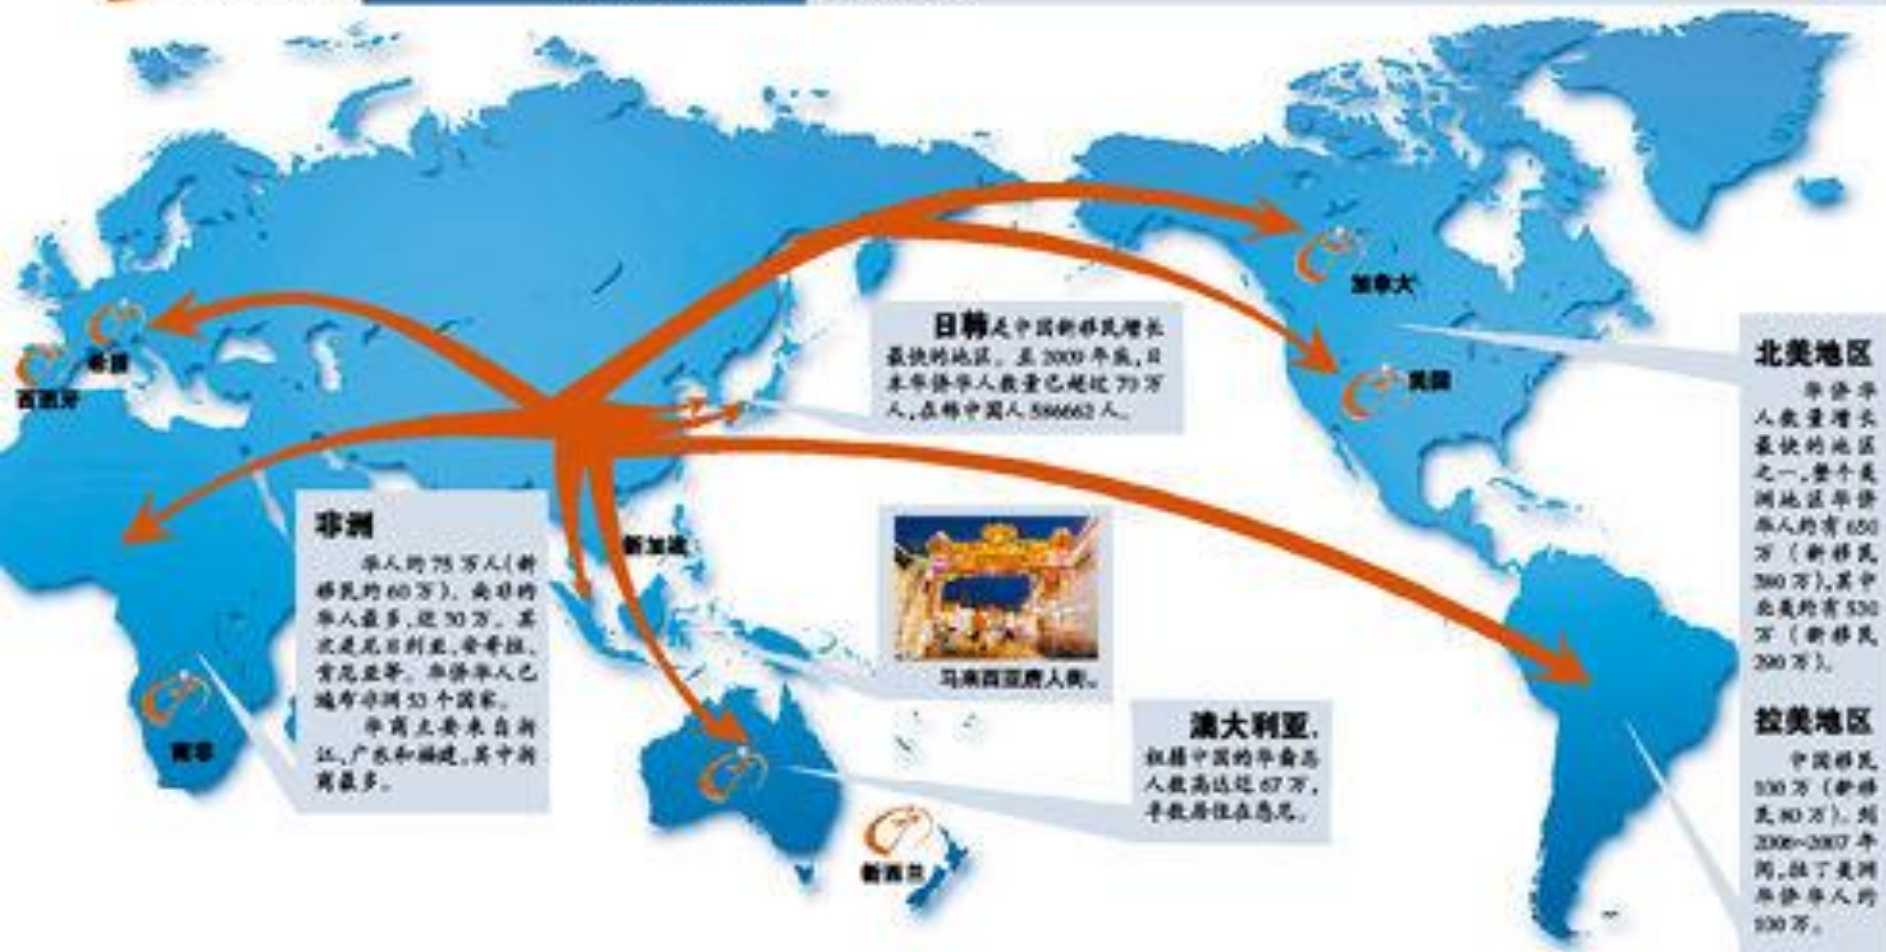 加拿大
美国
希腊
西班牙
日韩是中国新移民增长
最快的地区。至2009年底,日
本华侨华人数量已超过70万
人,在韩中国人586662人。
北美地区
华侨华
人数量增长
最快的地区
之一,整个美
洲地区华侨
华人约有650
万(新移民
360万),其中
北美约有530
万(新移民
290万)。
非洲
华人约75万人(新
移民约60万)。南非的
华人最多,近30万。其
次是尼日利亚、安哥拉、
肯尼亚等。华侨华人已
遍布非洲53个国家。
华商主要来自浙
江、广东和福建,其中浙
商最多。
南非
新加坡
马来西亚唐人街。
澳大利亚,
祖籍中国的华裔总
人数高达近67万,
半数居住在悉尼。
新西兰
拉美地区
中国移民
100万(新移
民80万)。到
2006~2007年
间,拉丁美洲
华侨华人约
100万。